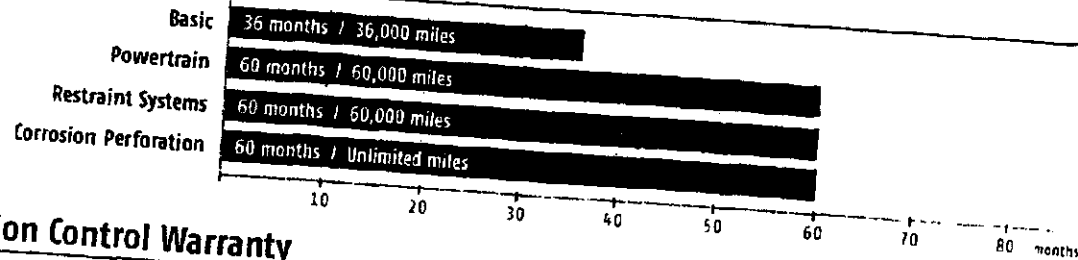 Basic 36 months / 36,000 miles
Powertrain 60 months / 60,000 miles
Restraint Systems 60 months / 60,000 miles
Corrosion Perforation 60 months / Unlimited miles
10 20 30 40 50 60 70 80 months
ion Control Warranty